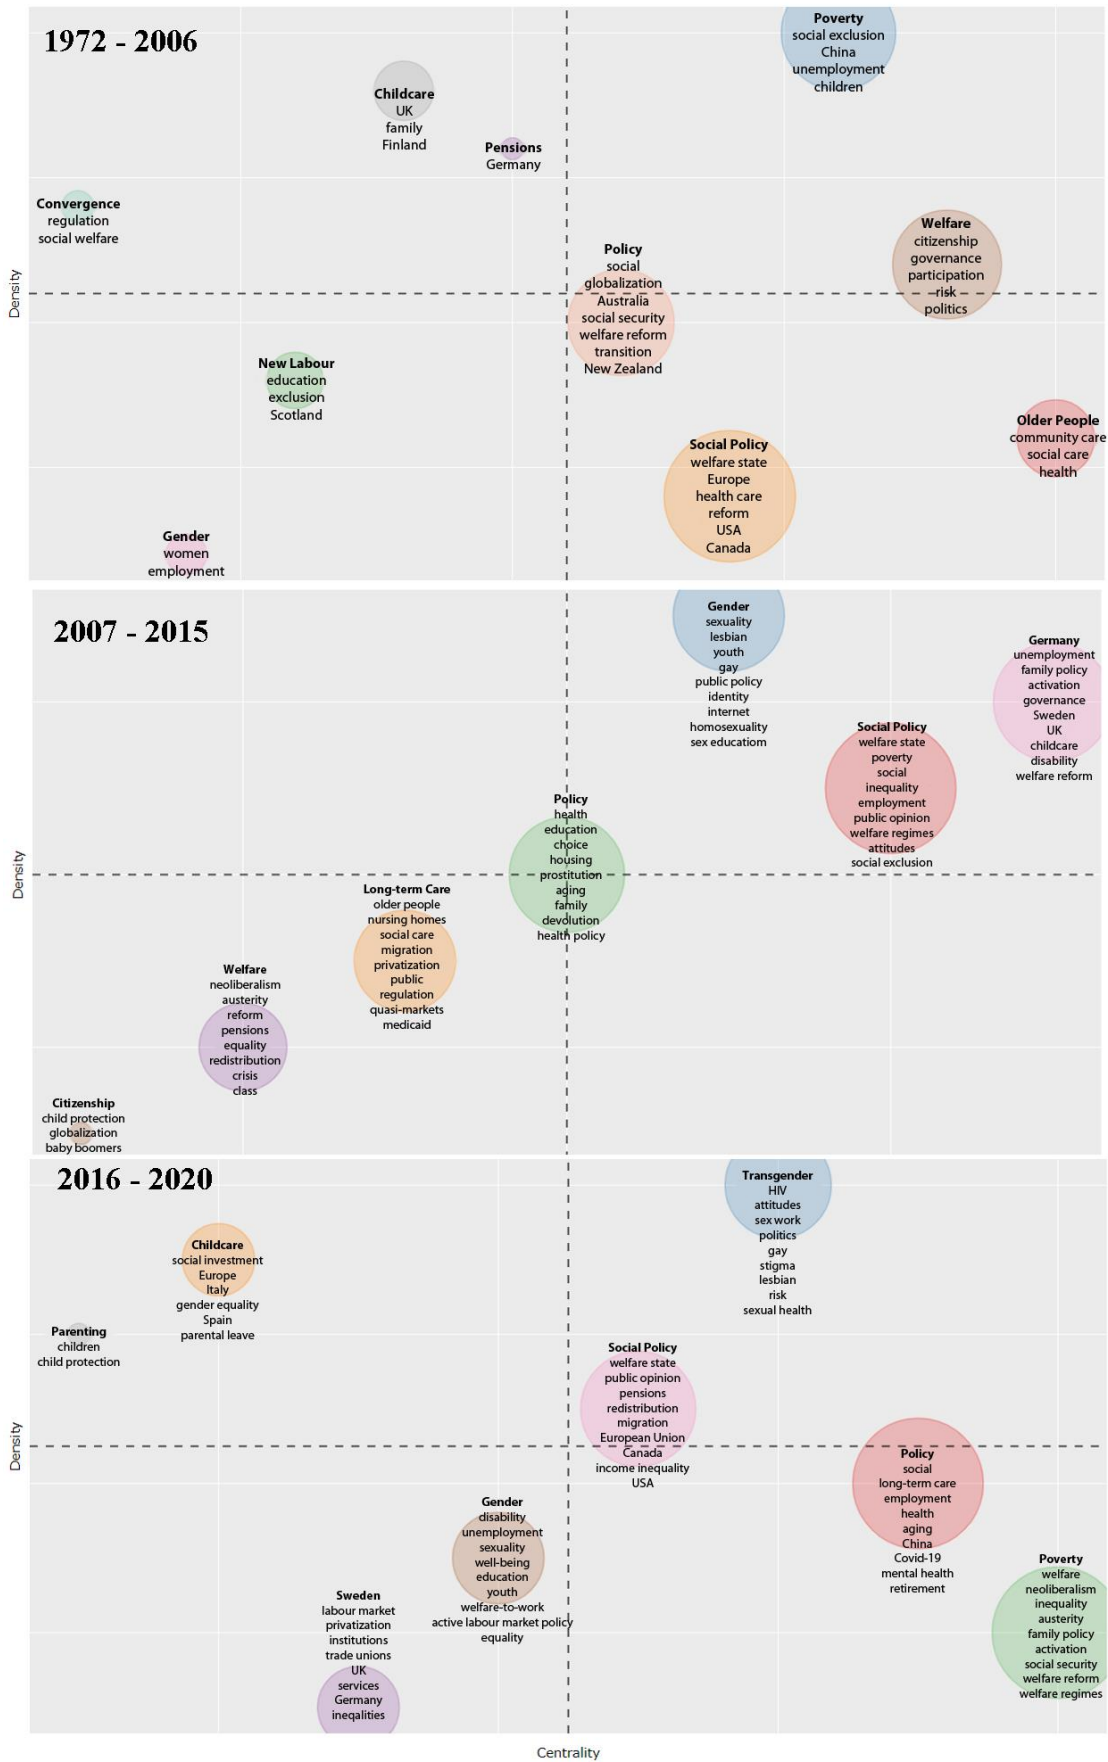 1972 - 2006
Poverty
social exclusion
China
unemployment
children
Childcare
UK
family
Finland
Pensions
Germany
Convergence
regulation
social welfare
Welfare
citizenship
governance
participation
risk
politics
Policy
social
globalization
Australia
social security
welfare reform
transition
New Zealand
Density
New Labour
education
exclusion
Scotland
Older People
community care
social care
health
Social Policy
welfare state
Europe
health care
reform
USA
Canada
Gender
women
employment
2007 - 2015
Gender
sexuality
lesbian
youth
gay
public policy
identity
internet
homosexuality
sex educatiom
Germany
unemployment
family policy
activation
governance
Sweden
UK
childcare
disability
welfare reform
Social Policy
welfare state
poverty
social
inequality
employment
public opinion
welfare regimes
attitudes
social exclusion
Policy
health
education
choice
housing
prostitution
aging
family
devolution
health policy
Density
Long-term Care
older people
nursing homes
social care
migration
privatization
public
regulation
quasi-markets
medicaid
Welfare
neoliberalism
austerity
reform
pensions
equality
redistribution
crisis
class
Citizenship
child protection
globalization
baby boomers
2016 - 2020
Transgender
HIV
attitudes
sex work
politics
gay
stigma
lesbian
risk
sexual health
Childcare
social investment
Europe
Italy
gender equality
Spain
parental leave
Parenting
children
child protection
Social Policy
welfare state
public opinion
pensions
redistribution
migration
European Union
Canada
income inequality
USA
Density
Policy
social
long-term care
employment
health
aging
China
Covid-19
mental health
retirement
Gender
disability
unemployment
sexuality
well-being
education
youth
welfare-to-work
active labour market policy
equality
Poverty
welfare
neoliberalism
inequality
austerity
family policy
activation
social security
welfare reform
welfare regimes
Sweden
labour market
privatization
institutions
trade unions
UK
services
Germany
ineqalities
Centrality